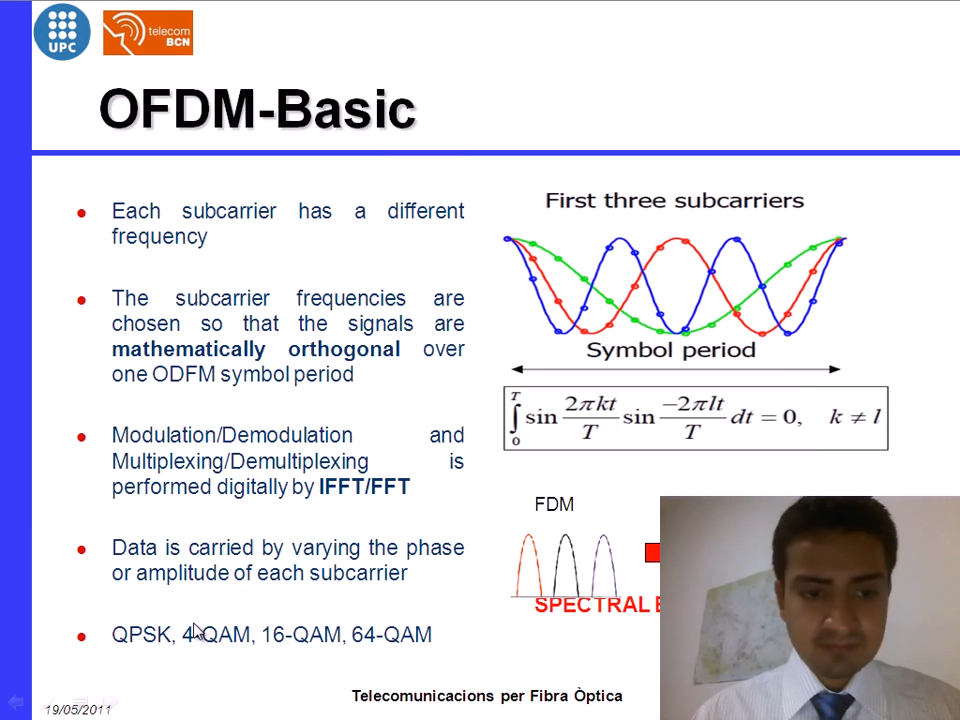 UPC
telecom
BCN
OFDM-Basic
Each subcarrier has a different
frequency
The subcarrier frequencies are
chosen so that the signals are
mathematically orthogonal over
one ODFM symbol period
Modulation/Demodulation and
Multiplexing/Demultiplexing is
performed digitally by IFFT/FFT
Data is carried by varying the phase
or amplitude of each subcarrier
QPSK, 4-QAM, 16-QAM, 64-QAM
First three subcarriers
Symbol period
∫₀ᵀ sin 2πkt/T sin −2πlt/T dt = 0, k ≠ l
FDM
SPECTRAL
Telecomunicacions per Fibra Òptica
19/05/2011